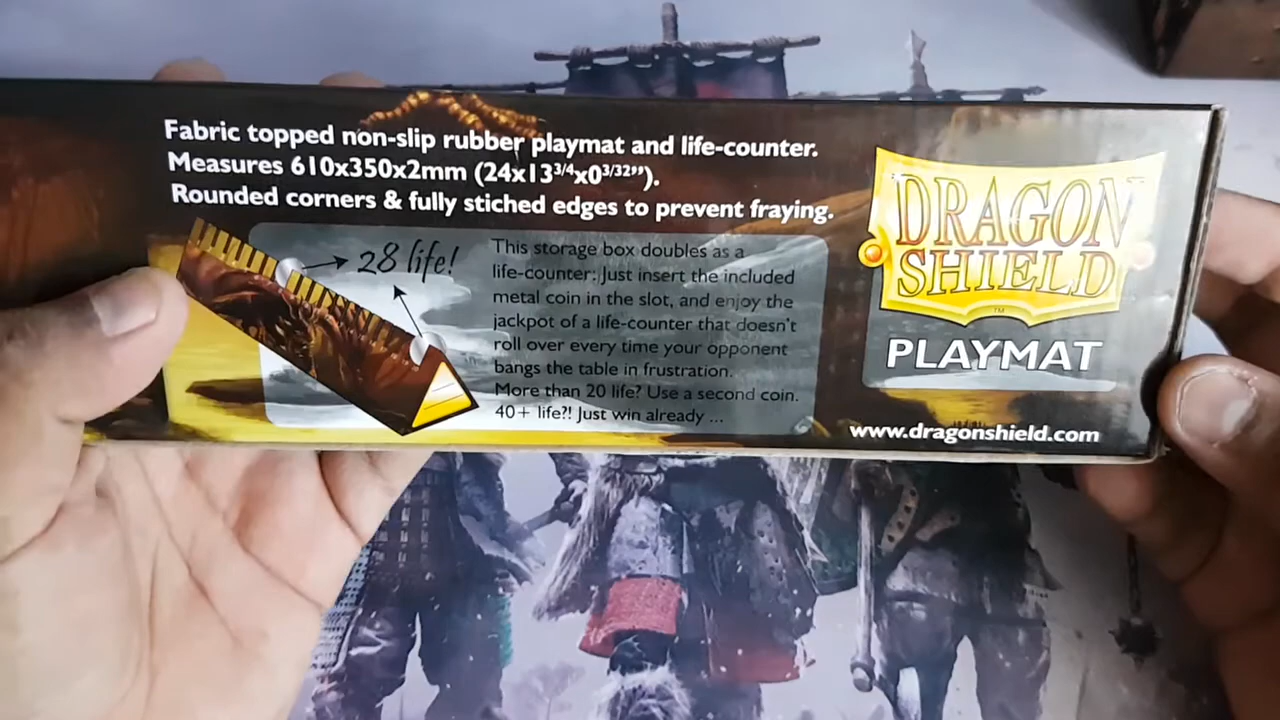 Fabric topped non-slip rubber playmat and life-counter.
Measures 610x350x2mm (24x13³/⁴x0³/³²”).
Rounded corners & fully stiched edges to prevent fraying.
28 life!
This storage box doubles as a
life-counter: Just insert the included
metal coin in the slot, and enjoy the
jackpot of a life-counter that doesn't
roll over every time your opponent
bangs the table in frustration.
More than 20 life? Use a second coin.
40+ life?! Just win already ...
DRAGON
SHIELD
TM
PLAYMAT
www.dragonshield.com